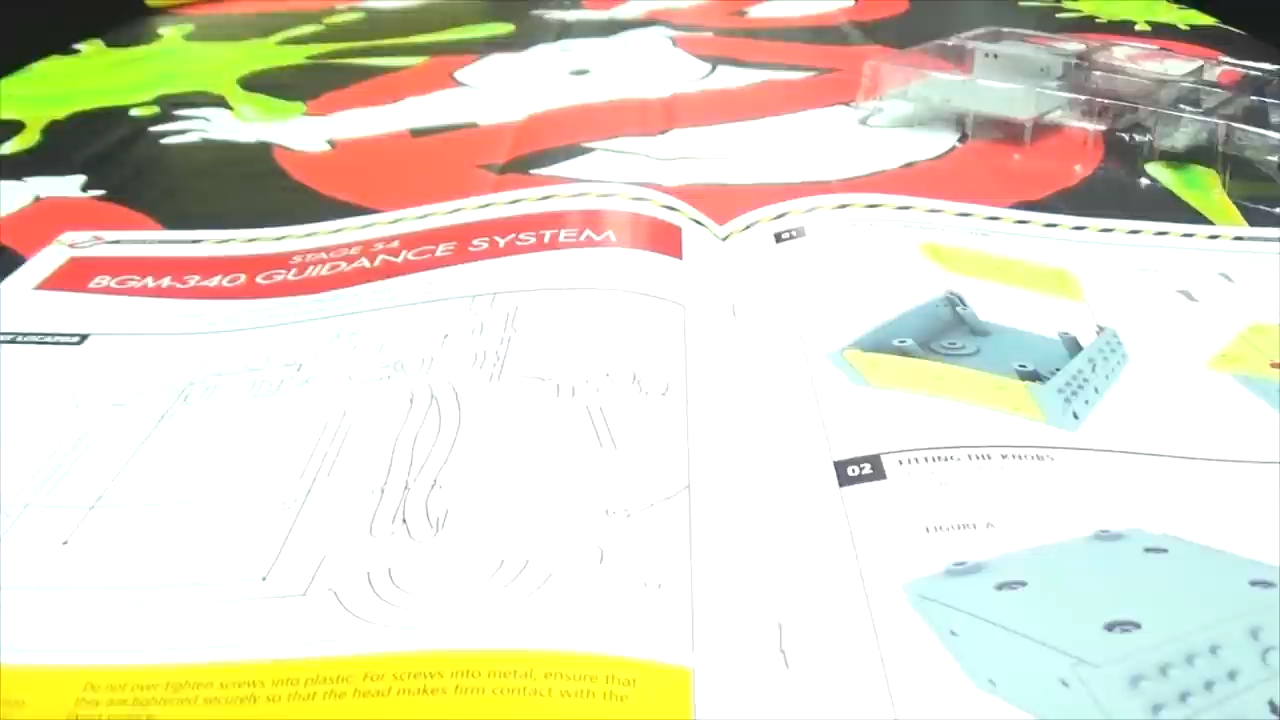 STAGE 54
BGM-340 GUIDANCE SYSTEM
Do not over-tighten screws into plastic. For screws into metal, ensure that
they are tightened securely so that the head makes firm contact with the
01
02
FITTING THE KNOBS
FIGURE A